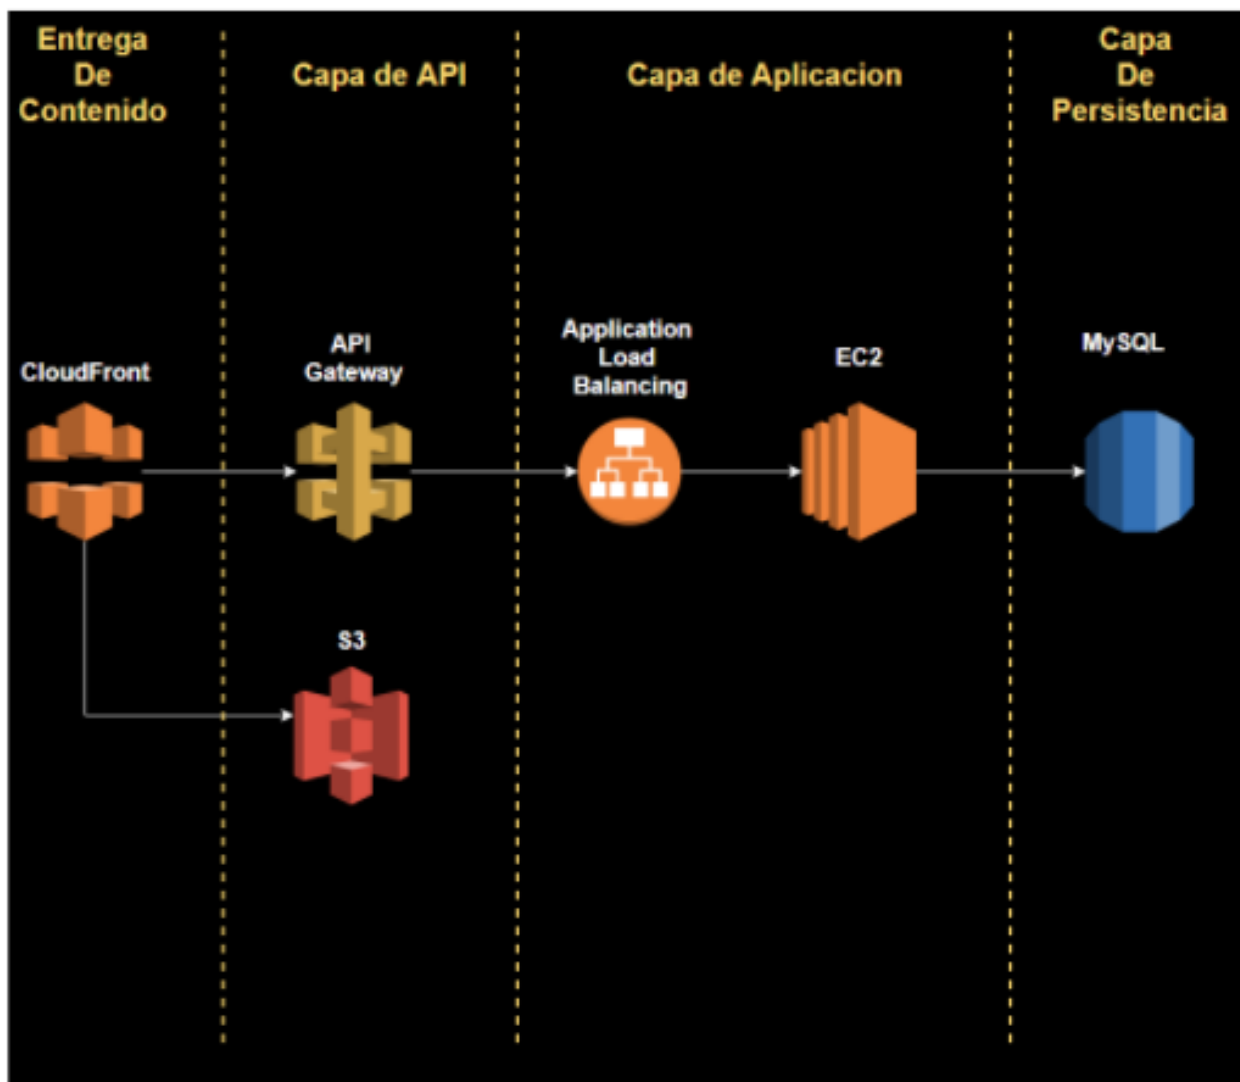 Entrega
De
Contenido
Capa de API
Capa de Aplicacion
Capa
De
Persistencia
CloudFront
API
Gateway
Application
Load
Balancing
EC2
MySQL
S3